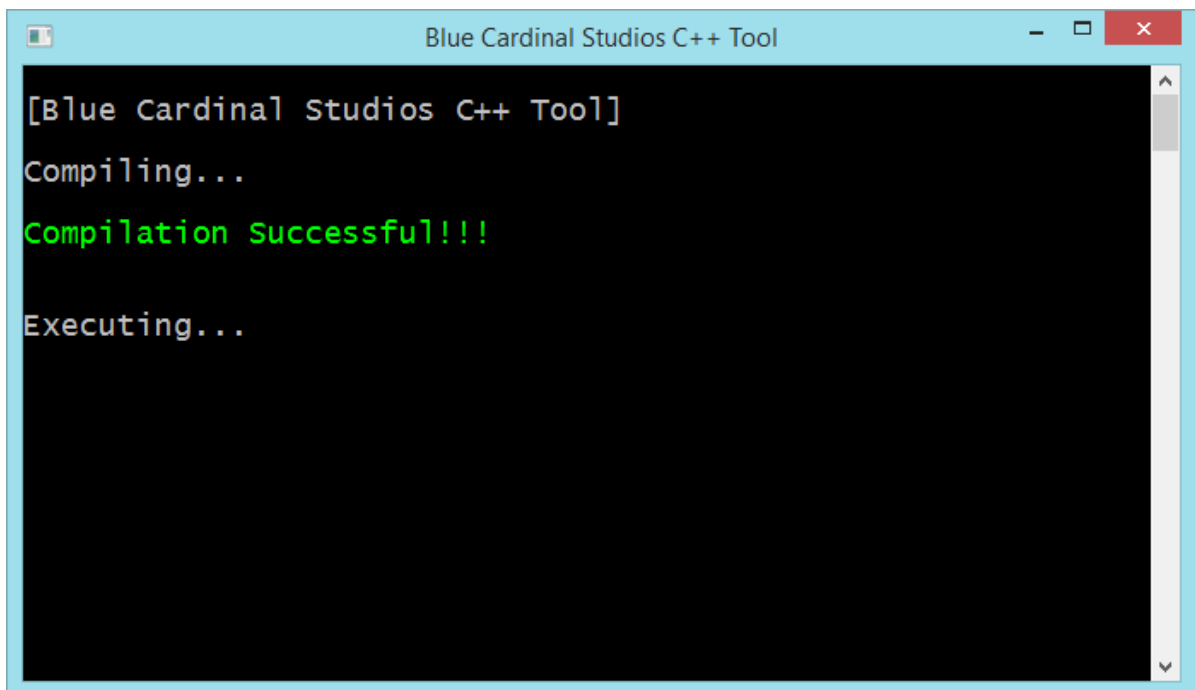 Blue Cardinal Studios C++ Tool
[Blue Cardinal Studios C++ Tool]
Compiling...
Compilation Successful!!!
Executing...